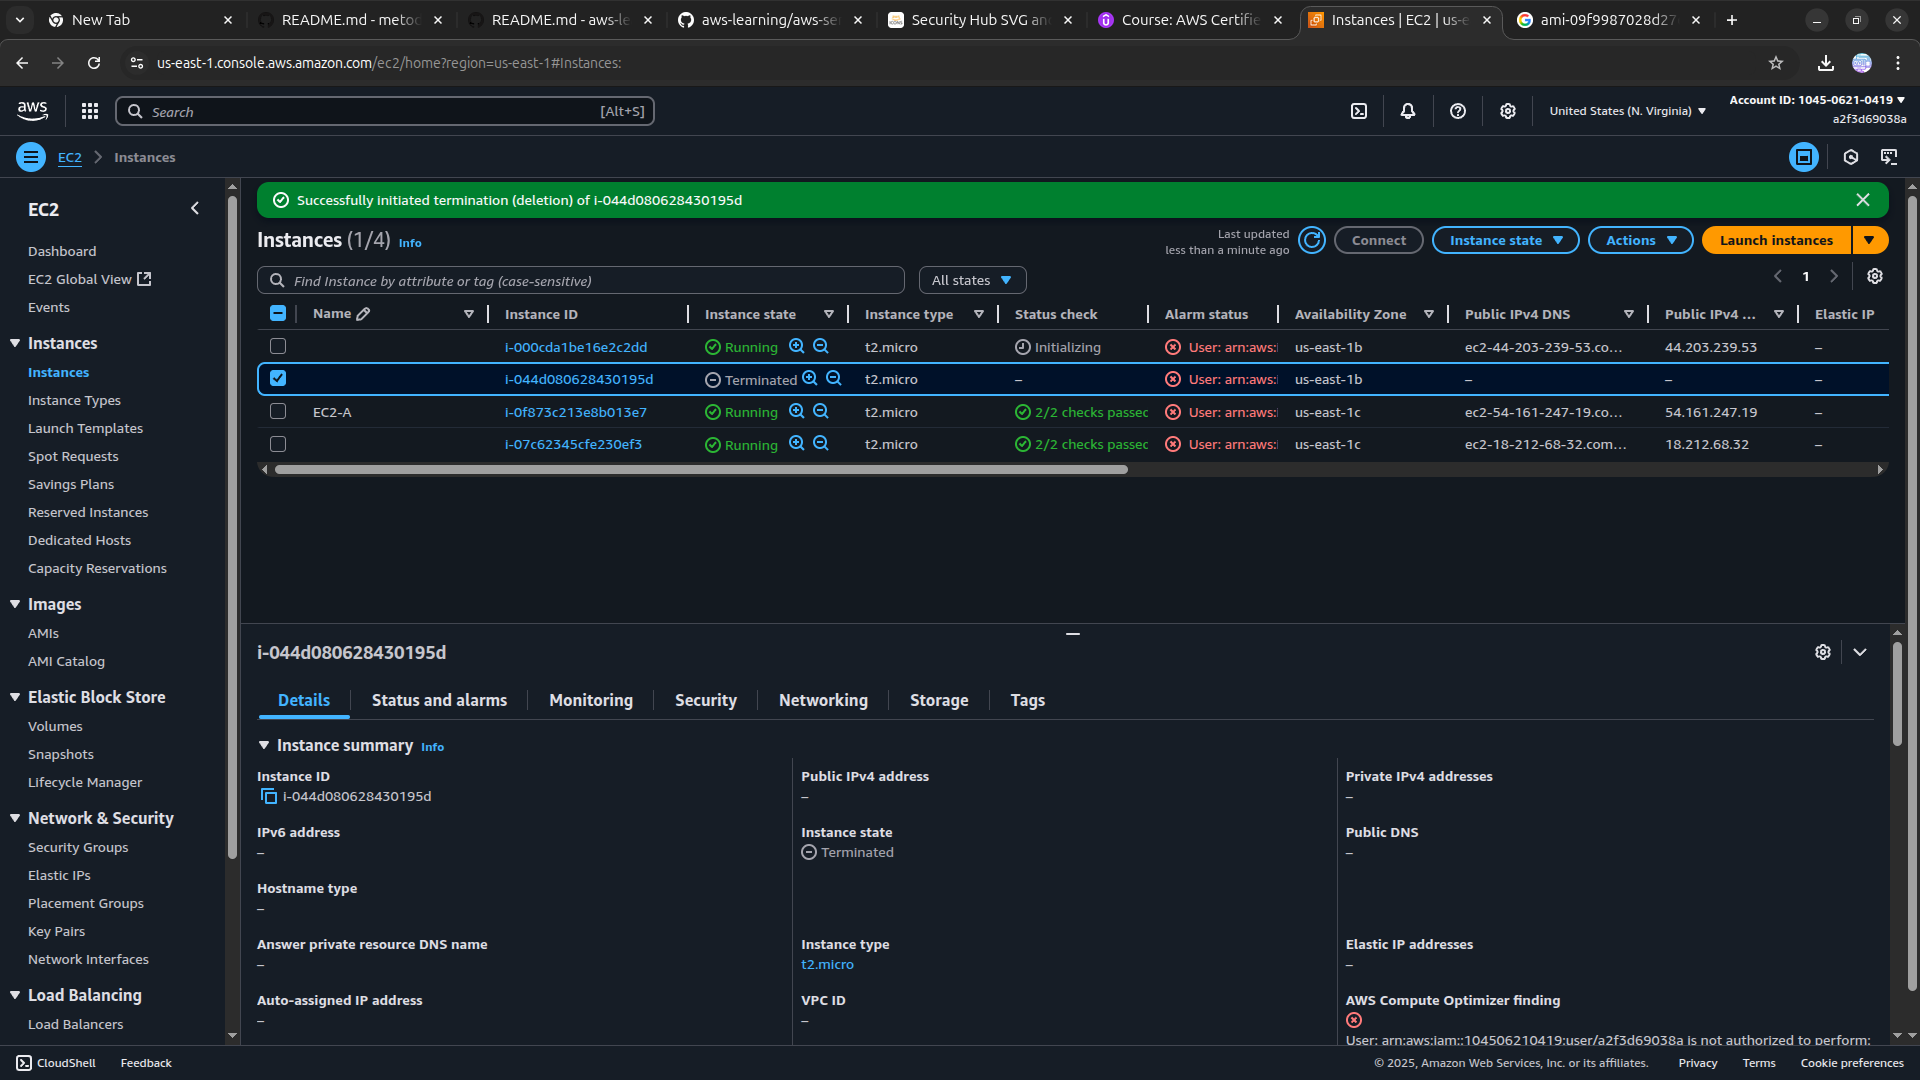 New Tab
README.md - metoc
README.md - aws-le
aws-learning/aws-se
Security Hub SVG an
Course: AWS Certifie
Instances | EC2 | us-e
ami-09f9987028d27
us-east-1.console.aws.amazon.com/ec2/home?region=us-east-1#Instances:
aws
Search [Alt+S]
United States (N. Virginia)
Account ID: 1045-0621-0419
a2f3d69038a
EC2
Instances
EC2
Dashboard
EC2 Global View
Events
Instances
Instances
Instance Types
Launch Templates
Spot Requests
Savings Plans
Reserved Instances
Dedicated Hosts
Capacity Reservations
Images
AMIs
AMI Catalog
Elastic Block Store
Volumes
Snapshots
Lifecycle Manager
Network & Security
Security Groups
Elastic IPs
Placement Groups
Key Pairs
Network Interfaces
Load Balancing
Load Balancers
Successfully initiated termination (deletion) of i-044d080628430195d
Instances (1/4) Info
Last updated
less than a minute ago
Connect
Instance state
Actions
Launch instances
Find Instance by attribute or tag (case-sensitive)
All states
1
Name Instance ID Instance state Instance type Status check Alarm status Availability Zone Public IPv4 DNS Public IPv4 ... Elastic IP
i-000cda1be16e2c2dd Running t2.micro Initializing User: arn:aws:i us-east-1b ec2-44-203-239-53.co... 44.203.239.53 –
i-044d080628430195d Terminated t2.micro – User: arn:aws:i us-east-1b – – –
EC2-A i-0f873c213e8b013e7 Running t2.micro 2/2 checks passec User: arn:aws:i us-east-1c ec2-54-161-247-19.co... 54.161.247.19 –
i-07c62345cfe230ef3 Running t2.micro 2/2 checks passec User: arn:aws:i us-east-1c ec2-18-212-68-32.com... 18.212.68.32 –
i-044d080628430195d
Details
Status and alarms
Monitoring
Security
Networking
Storage
Tags
Instance summary Info
Instance ID
i-044d080628430195d
Public IPv4 address
–
Private IPv4 addresses
–
IPv6 address
–
Instance state
Terminated
Public DNS
–
Hostname type
–
Answer private resource DNS name
–
Instance type
t2.micro
Elastic IP addresses
–
Auto-assigned IP address
–
VPC ID
–
AWS Compute Optimizer finding
User: arn:aws:iam::104506210419:user/a2f3d69038a is not authorized to perform:
CloudShell
Feedback
© 2025, Amazon Web Services, Inc. or its affiliates.
Privacy
Terms
Cookie preferences